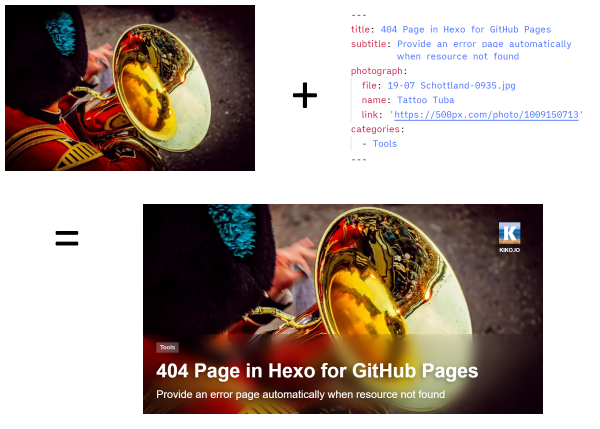 ---
title: 404 Page in Hexo for GitHub Pages
subtitle: Provide an error page automatically
when resource not found
photograph:
file: 19-07 Schottland-0935.jpg
name: Tattoo Tuba
link: 'https://500px.com/photo/1009150713'
categories:
- Tools
---
+
=
K
KIKO.IO
Tools
404 Page in Hexo for GitHub Pages
Provide an error page automatically when resource not found